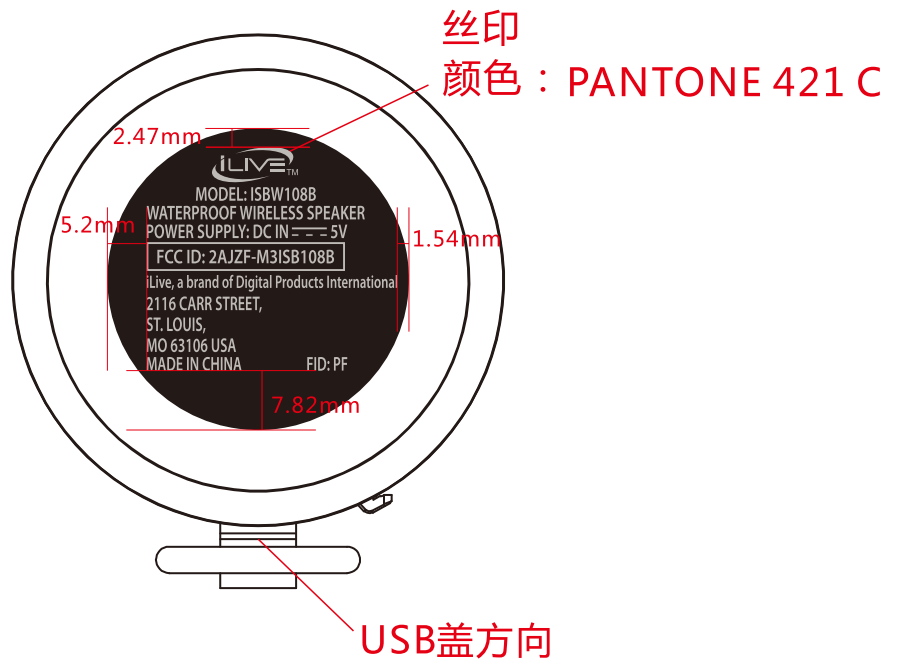 丝印
颜色：PANTONE 421 C
2.47mm
iLIVE™
MODEL: ISBW108B
5.2mm
WATERPROOF WIRELESS SPEAKER
POWER SUPPLY: DC IN ⎓ 5V
1.54mm
FCC ID: 2AJZF-M3ISB108B
iLive, a brand of Digital Products International
2116 CARR STREET,
ST. LOUIS,
MO 63106 USA
MADE IN CHINA FID: PF
7.82mm
USB盖方向